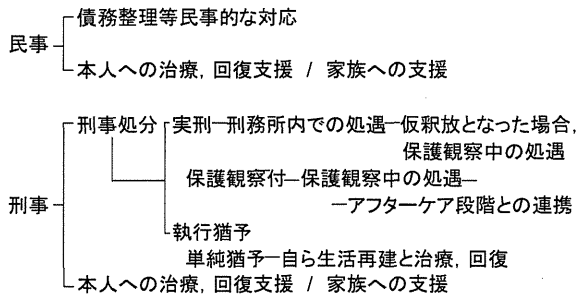 債務整理等民事的な対応
民事
本人への治療,回復支援 / 家族への支援
刑事処分 実刑―刑務所内での処遇―仮釈放となった場合,
保護観察中の処遇
保護観察付―保護観察中の処遇―
―アフターケア段階との連携
刑事
執行猶予
単純猶予―自ら生活再建と治療,回復
本人への治療,回復支援 / 家族への支援